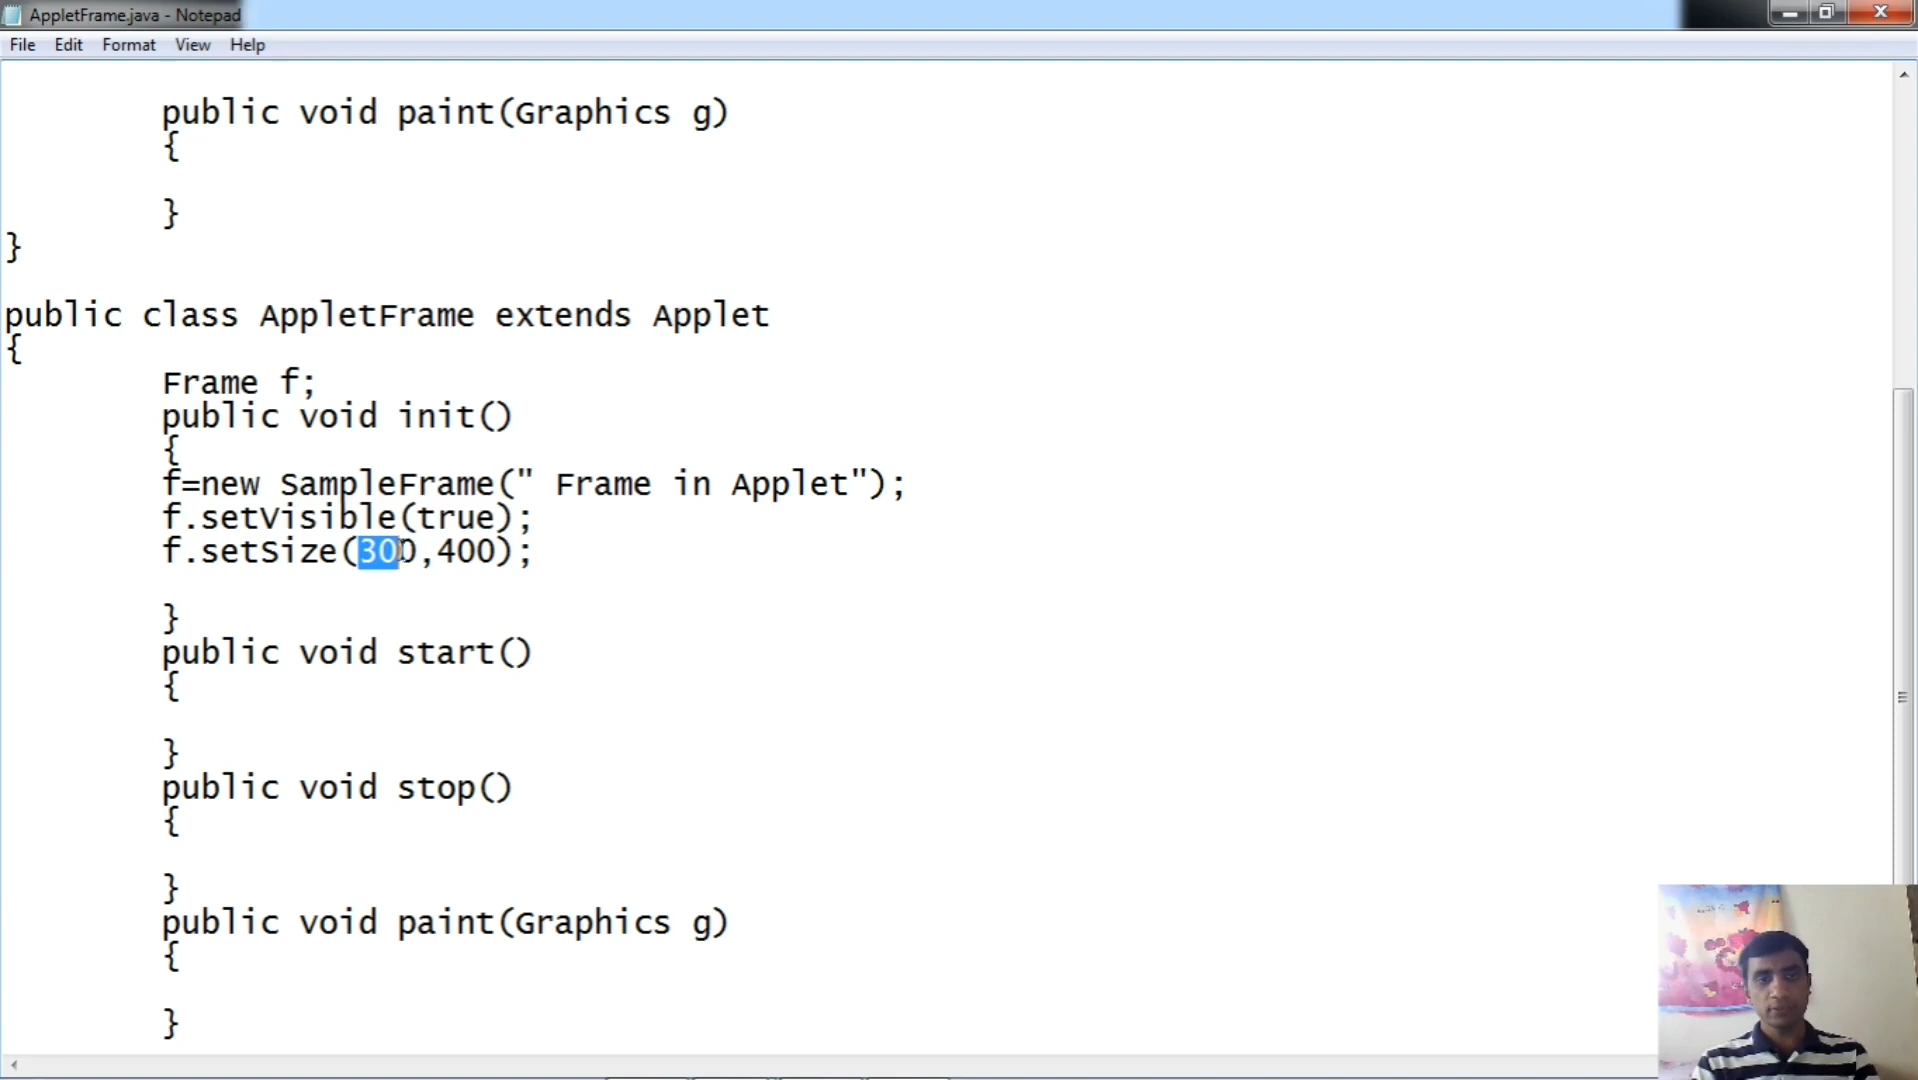 AppletFrame.java - Notepad
File Edit Format View Help
public void paint(Graphics g)
{
}
}
public class AppletFrame extends Applet
{
Frame f;
public void init()
{
f=new SampleFrame(" Frame in Applet");
f.setVisible(true);
f.setSize(300,400);
}
public void start()
{
}
public void stop()
{
}
public void paint(Graphics g)
{
}